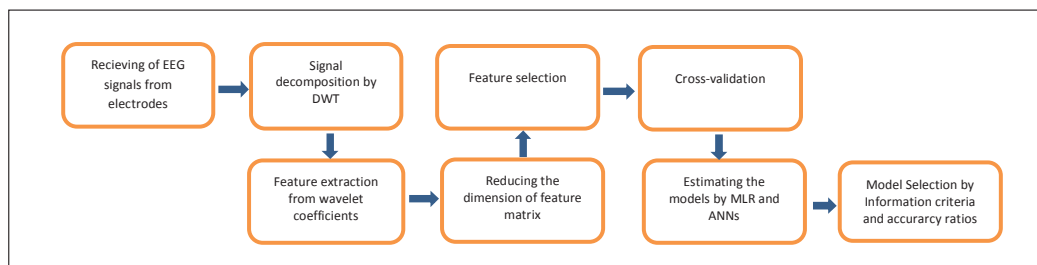 Recieving of EEG
signals from
electrodes
Signal
decomposition by
DWT
Feature extraction
from wavelet
coefficients
Reducing the
dimension of feature
matrix
Feature selection
Cross-validation
Estimating the
models by MLR and
ANNs
Model Selection by
Information criteria
and accurarcy ratios